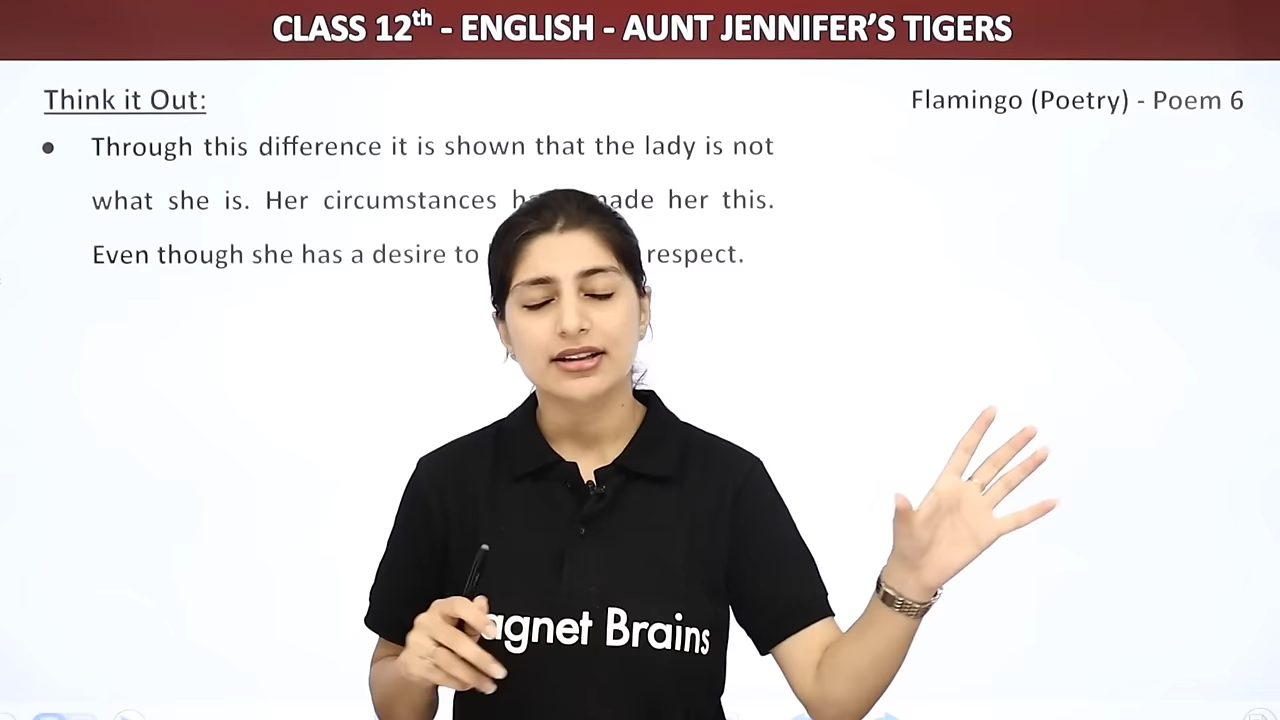 CLASS 12th - ENGLISH - AUNT JENNIFER'S TIGERS
Think it Out:
Flamingo (Poetry) - Poem 6
• Through this difference it is shown that the lady is not
what she is. Her circumstances made her this.
Even though she has a desire to respect.
agnet Brains